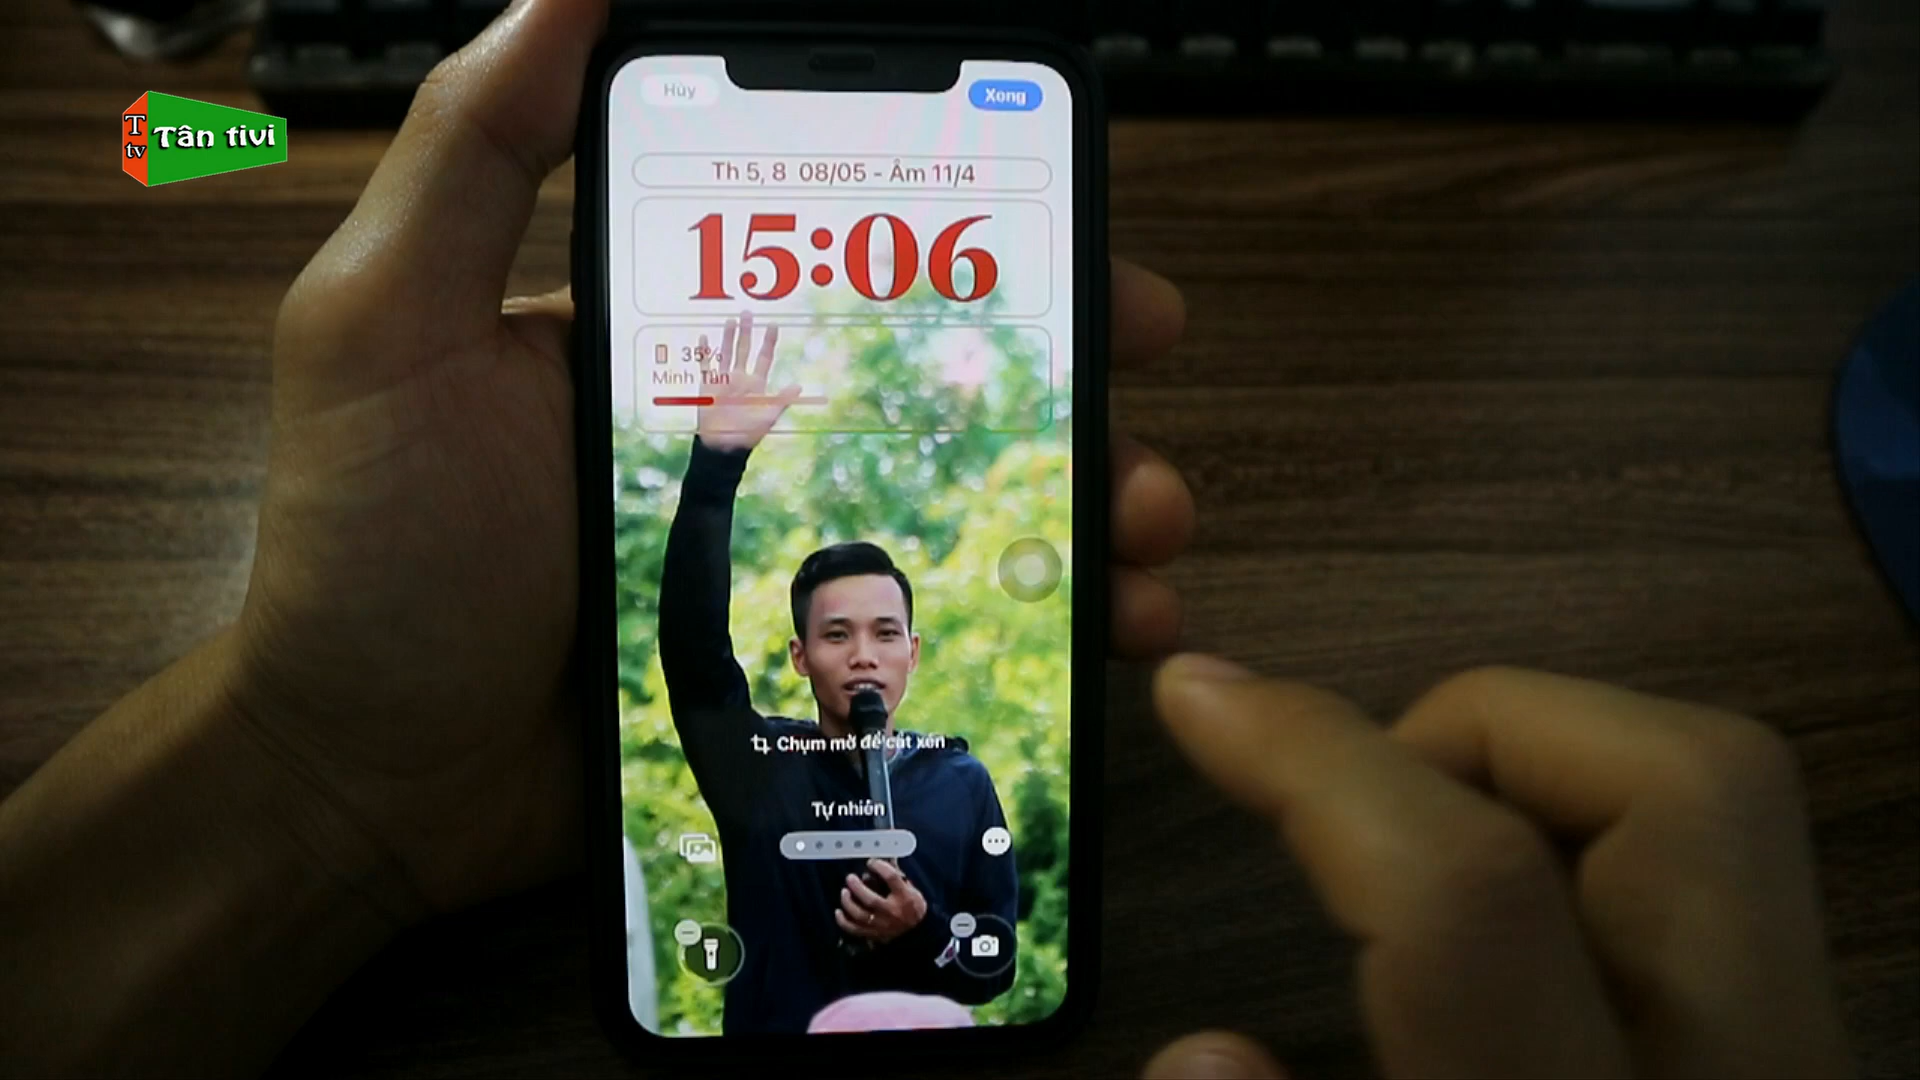 T
tv
Tân tivi
Hủy
Xong
Th 5, 8 08/05 - Âm 11/4
15:06
35%
Minh Tân
Chụm mở để cắt xén
Tự nhiên